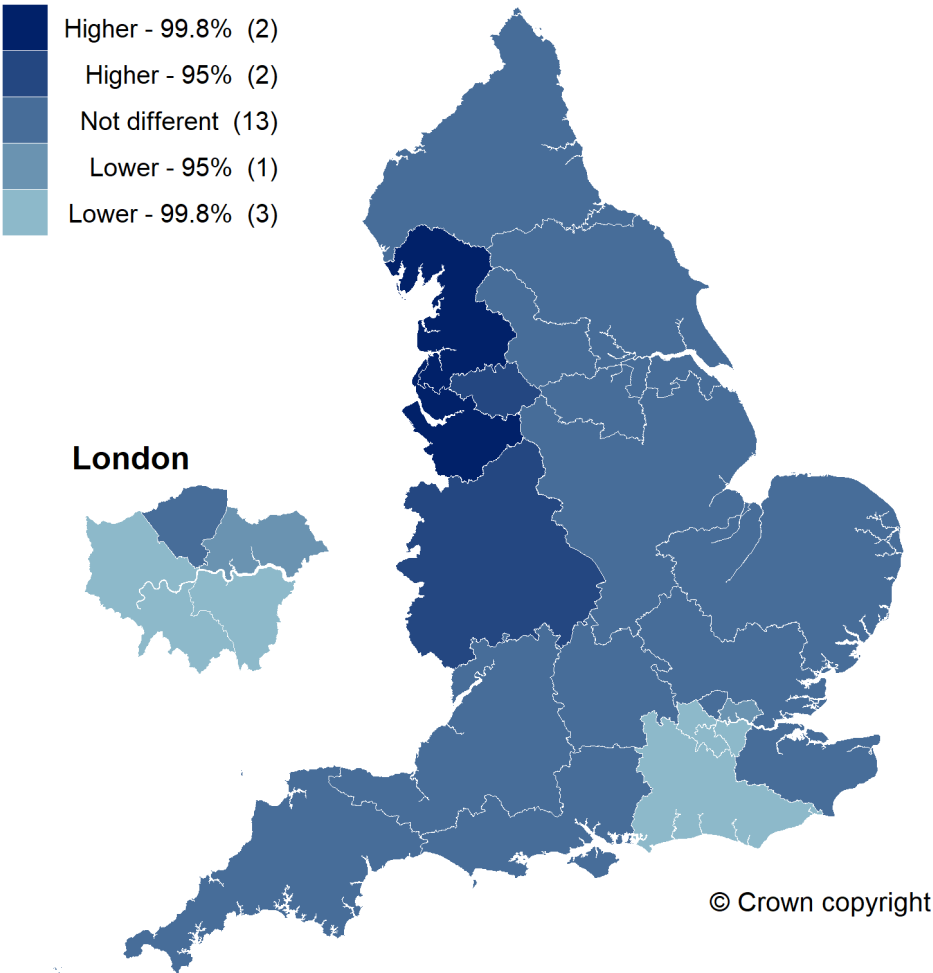 Higher - 99.8% (2)
Higher - 95% (2)
Not different (13)
Lower - 95% (1)
Lower - 99.8% (3)
London
© Crown copyright